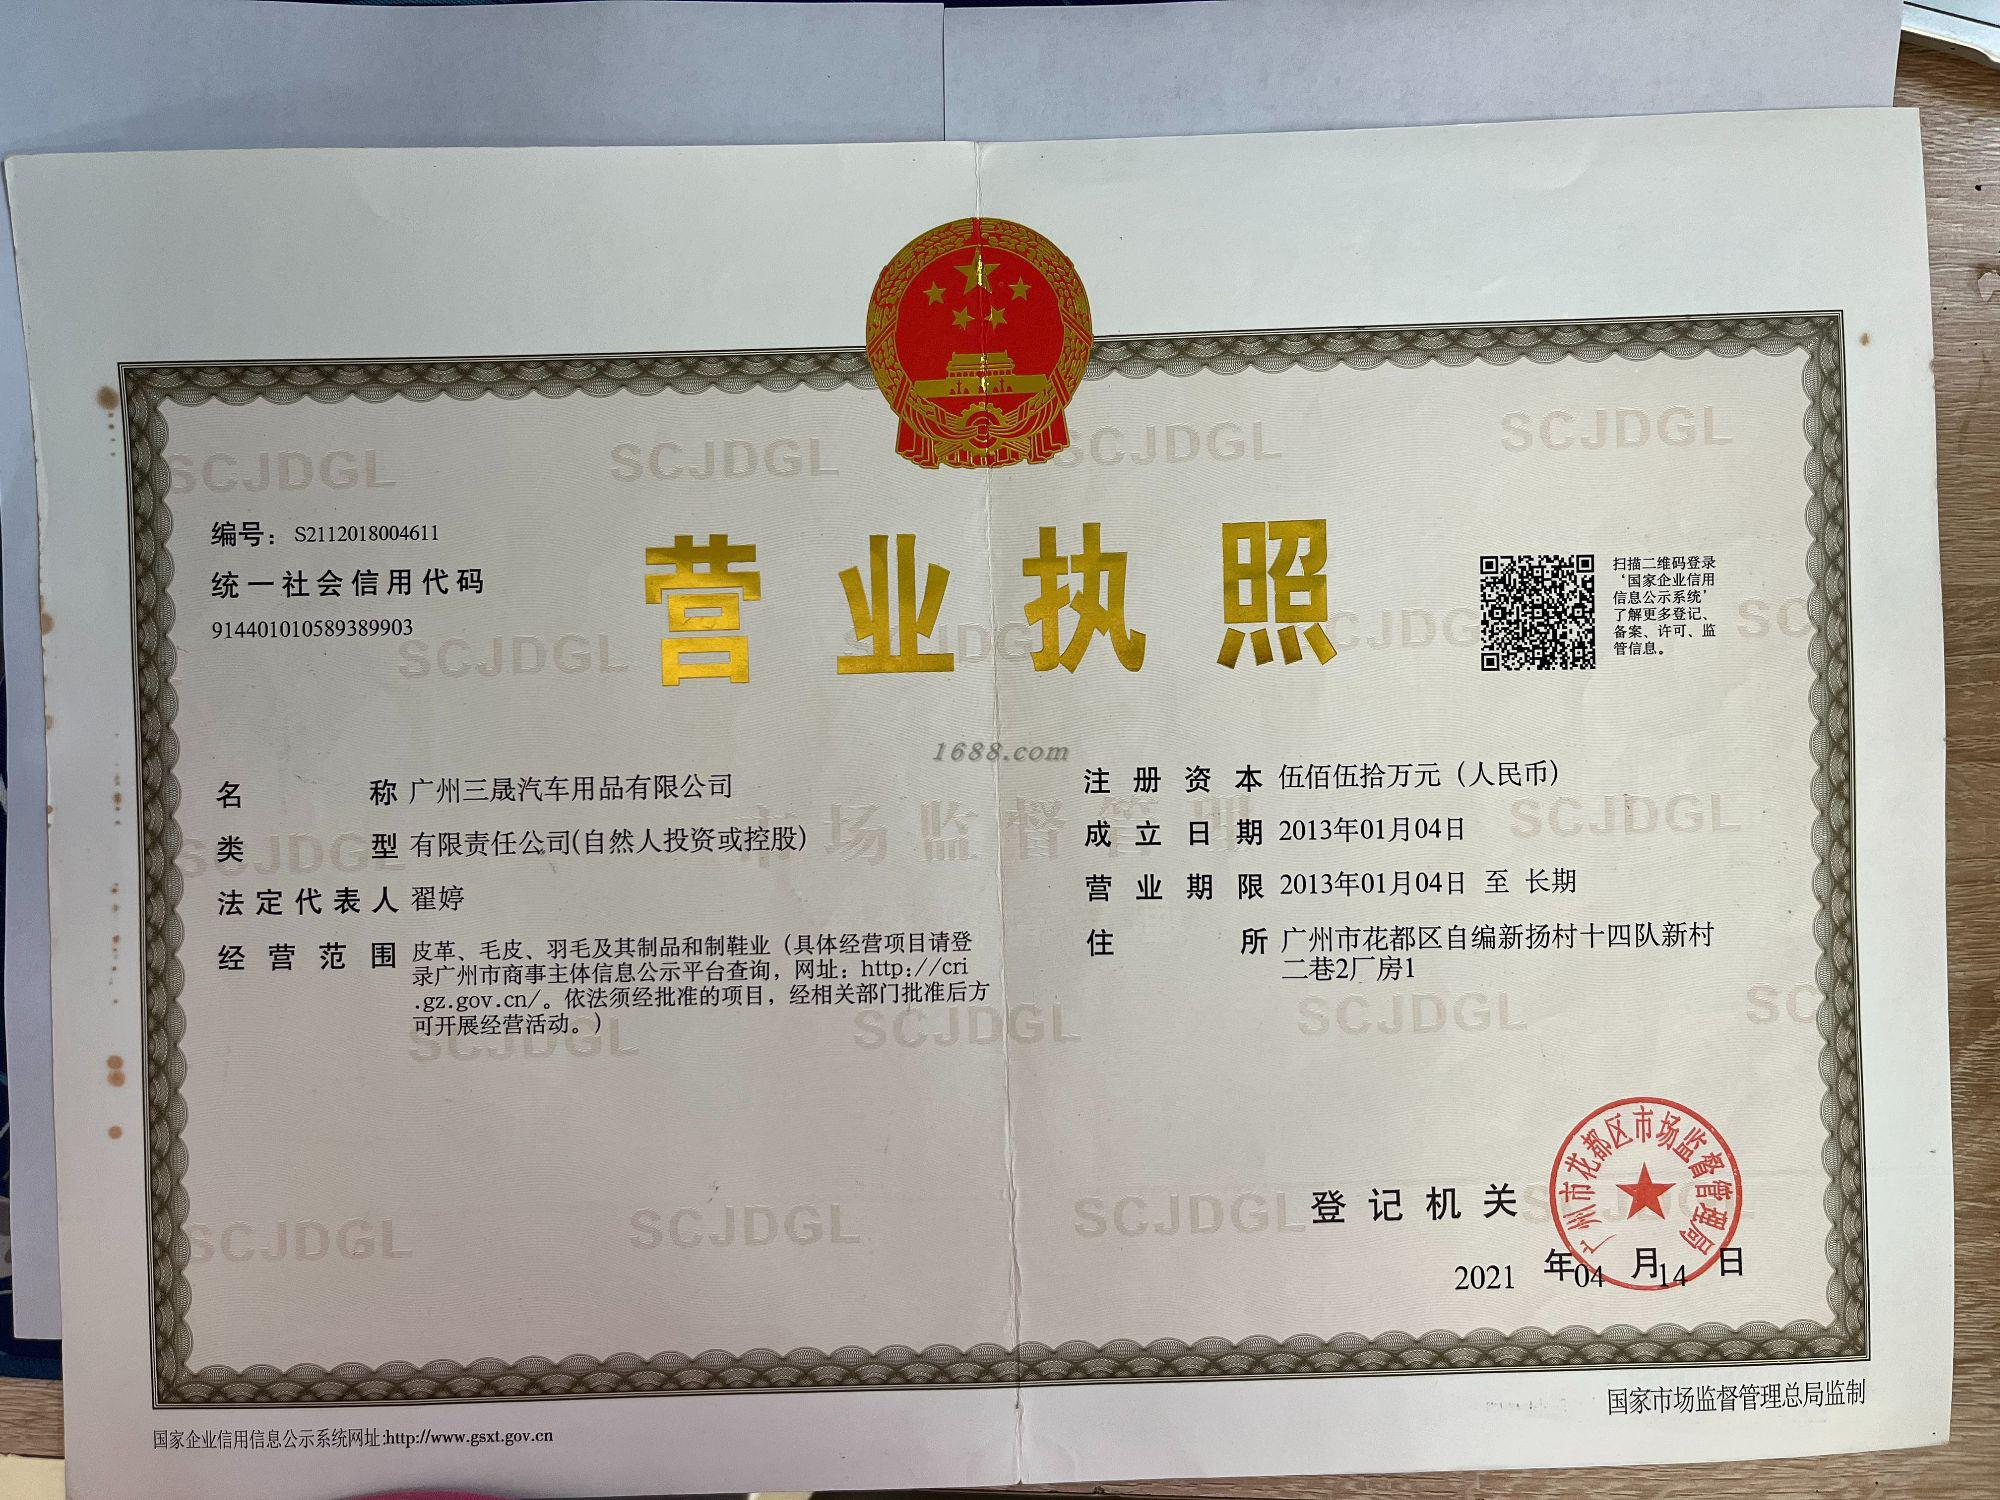 编号：S2112018004611
统一社会信用代码
914401010589389903
营业执照
扫描二维码登录
‘国家企业信用
信息公示系统’
了解更多登记、
备案、许可、监
管信息。
1688.com
名称 广州三晟汽车用品有限公司
类型 有限责任公司(自然人投资或控股)
法定代表人 翟婷
经营范围 皮革、毛皮、羽毛及其制品和制鞋业（具体经营项目请登
录广州市商事主体信息公示平台查询，网址：http://cri
.gz.gov.cn/。依法须经批准的项目，经相关部门批准后方
可开展经营活动。）
注册资本 伍佰伍拾万元（人民币）
成立日期 2013年01月04日
营业期限 2013年01月04日 至 长期
住所 广州市花都区自编新扬村十四队新村
二巷2厂房1
SCJDGL
市场监督管理
登记机关
广州市花都区市场监督管理局
2021年04月14日
国家企业信用信息公示系统网址:http://www.gsxt.gov.cn
国家市场监督管理总局监制